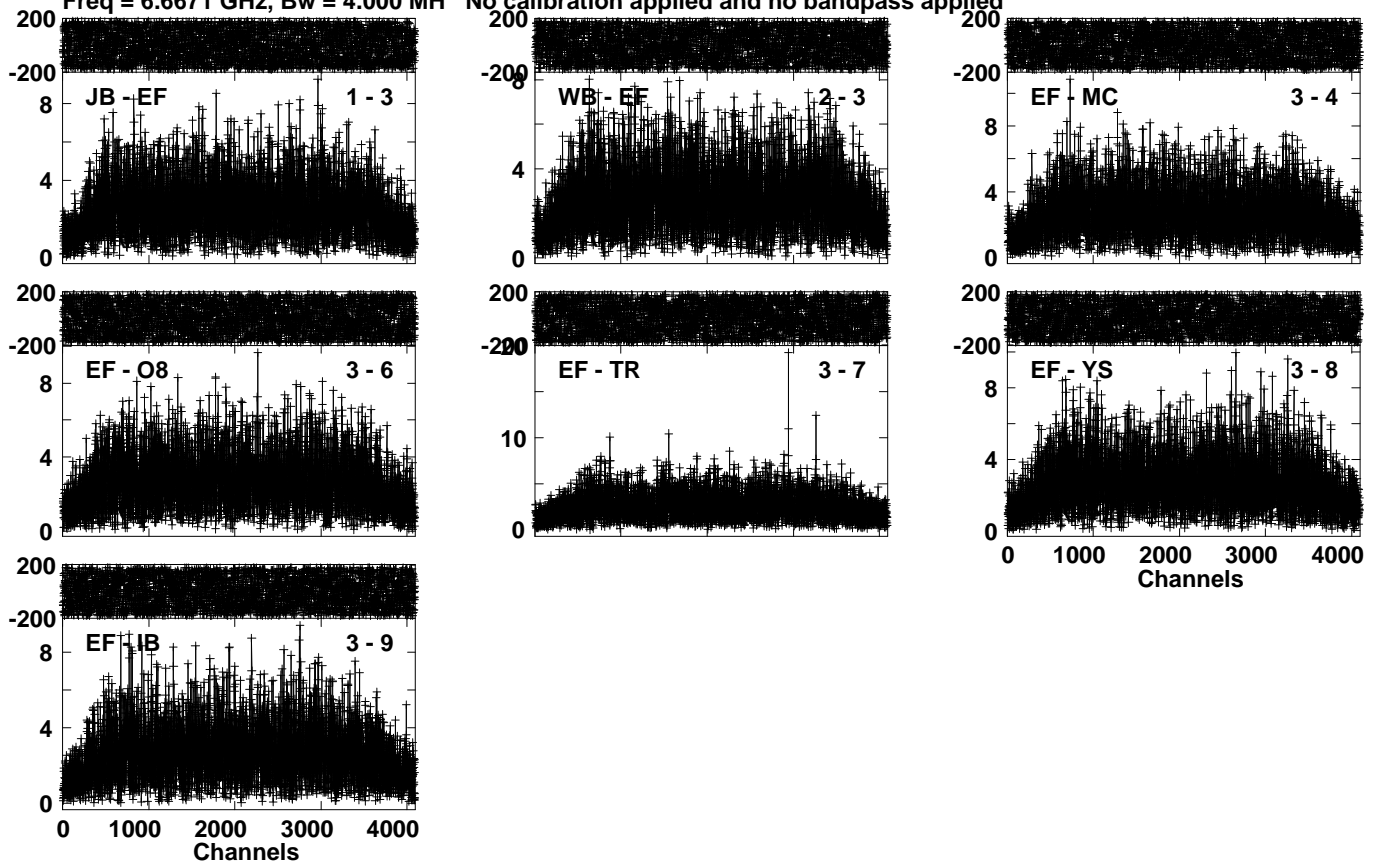 Freq = 6.6671 GHz, Bw = 4.000 MH No calibration applied and no bandpass applied
200
-200
JB - EF 1 - 3
8
4
0
200
-200
WB - EF 2 - 3
8
4
0
200
-200
EF - MC 3 - 4
8
4
0
200
-200
EF - O8 3 - 6
8
4
0
200
-200
20
EF - TR 3 - 7
10
0
200
-200
EF - YS 3 - 8
8
4
0
0 1000 2000 3000 4000
Channels
200
-200
EF - IB 3 - 9
8
4
0
0 1000 2000 3000 4000
Channels